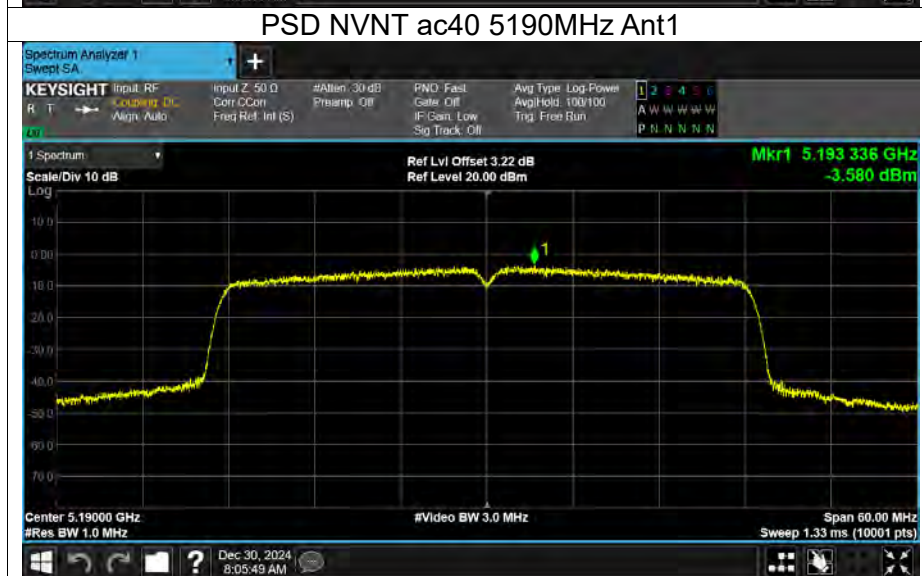 PSD NVNT ac40 5190MHz Ant1
Spectrum Analyzer 1
Swept SA
+
KEYSIGHT Input: RF Input Z: 50 Ω #Atten: 30 dB PNO: Fast Avg Type: Log-Power 1 2 3 4 5 6
R T Coupling: DC Corr CCorr Preamp: Off Gate: Off Avg|Hold: 100/100 A W W W W W
Align: Auto Freq Ref: Int (S) IF Gain: Low Trig: Free Run
Sig Track: Off P N N N N N
1 Spectrum
Ref Lvl Offset 3.22 dB Mkr1 5.193 336 GHz
Scale/Div 10 dB Ref Level 20.00 dBm -3.580 dBm
Log
10.0
0.00
1
-10.0
-20.0
-30.0
-40.0
-50.0
-60.0
-70.0
Center 5.19000 GHz #Video BW 3.0 MHz Span 60.00 MHz
#Res BW 1.0 MHz Sweep 1.33 ms (10001 pts)
? Dec 30, 2024
8:05:49 AM